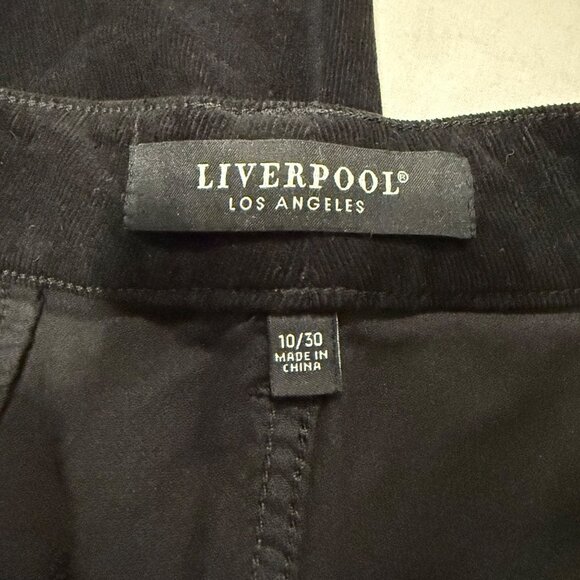 LIVERPOOL®
LOS ANGELES
10/30
MADE IN
CHINA